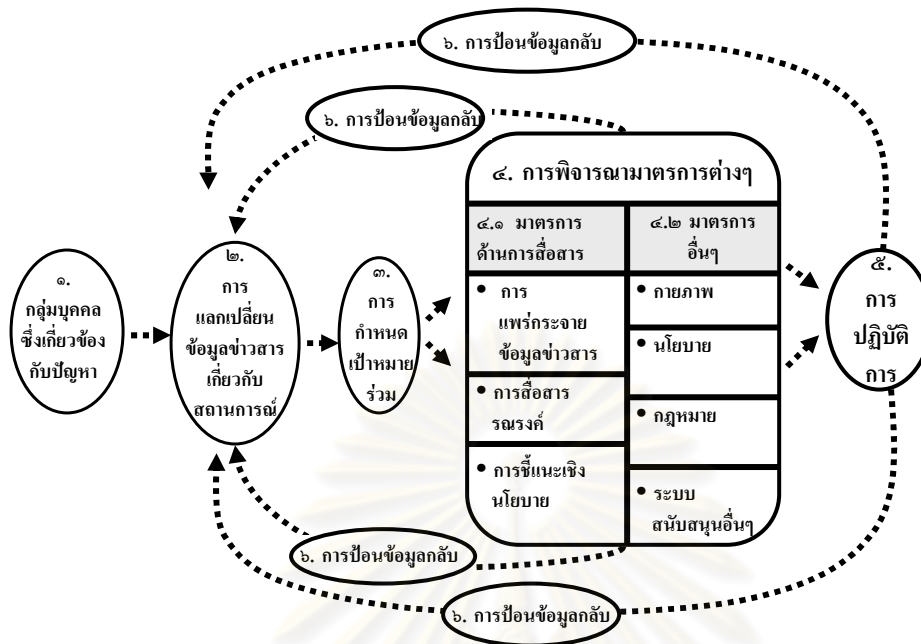 ๖. การป้อนข้อมูลกลับ
๖. การป้อนข้อมูลกลับ
๑.
กลุ่มบุคคล
ซึ่งเกี่ยวข้อง
กับปัญหา
๒.
การ
แลกเปลี่ยน
ข้อมูลข่าวสาร
เกี่ยวกับ
สถานการณ์
๓.
การ
กำหนด
เป้าหมาย
ร่วม
๔. การพิจารณามาตรการต่างๆ
๔.๑ มาตรการ
ด้านการสื่อสาร
• การ
แพร่กระจาย
ข้อมูลข่าวสาร
• การสื่อสาร
รณรงค์
• การชี้แนะเชิง
นโยบาย
๔.๒ มาตรการ
อื่นๆ
• กายภาพ
• นโยบาย
• กฎหมาย
• ระบบ
สนับสนุนอื่นๆ
๕.
การ
ปฏิบัติ
การ
๖. การป้อนข้อมูลกลับ
๖. การป้อนข้อมูลกลับ